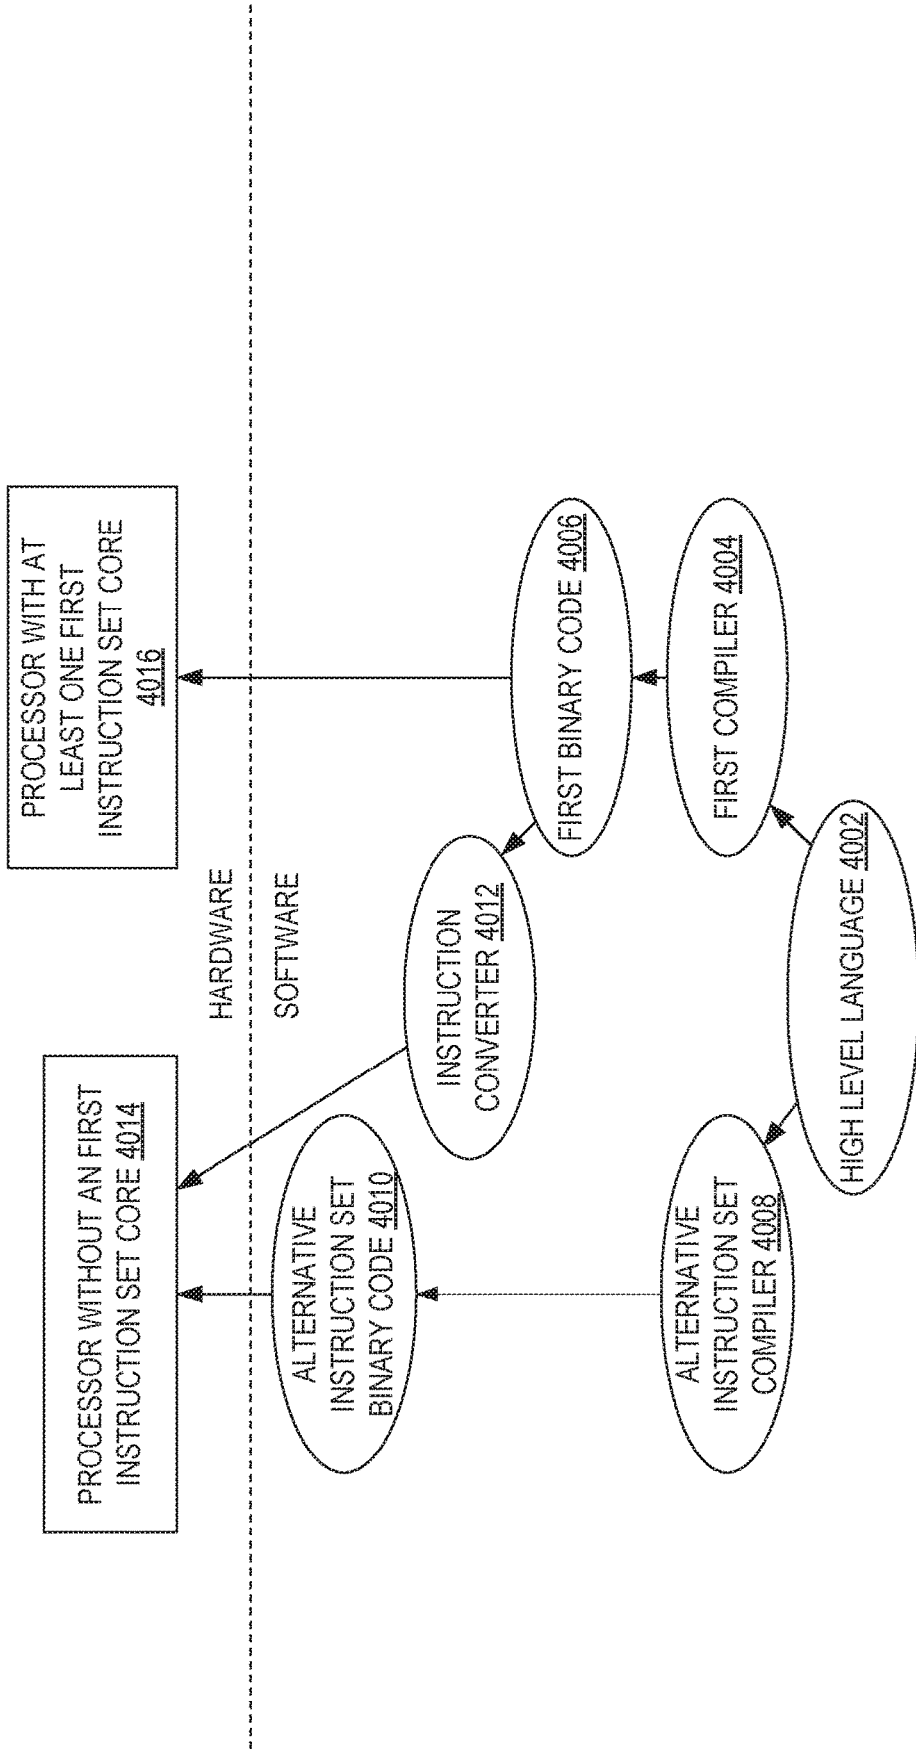 PROCESSOR WITHOUT AN FIRST
INSTRUCTION SET CORE 4014
PROCESSOR WITH AT
LEAST ONE FIRST
INSTRUCTION SET CORE
4016
HARDWARE
SOFTWARE
ALTERNATIVE
INSTRUCTION SET
BINARY CODE 4010
INSTRUCTION
CONVERTER 4012
FIRST BINARY CODE 4006
ALTERNATIVE
INSTRUCTION SET
COMPILER 4008
FIRST COMPILER 4004
HIGH LEVEL LANGUAGE 4002